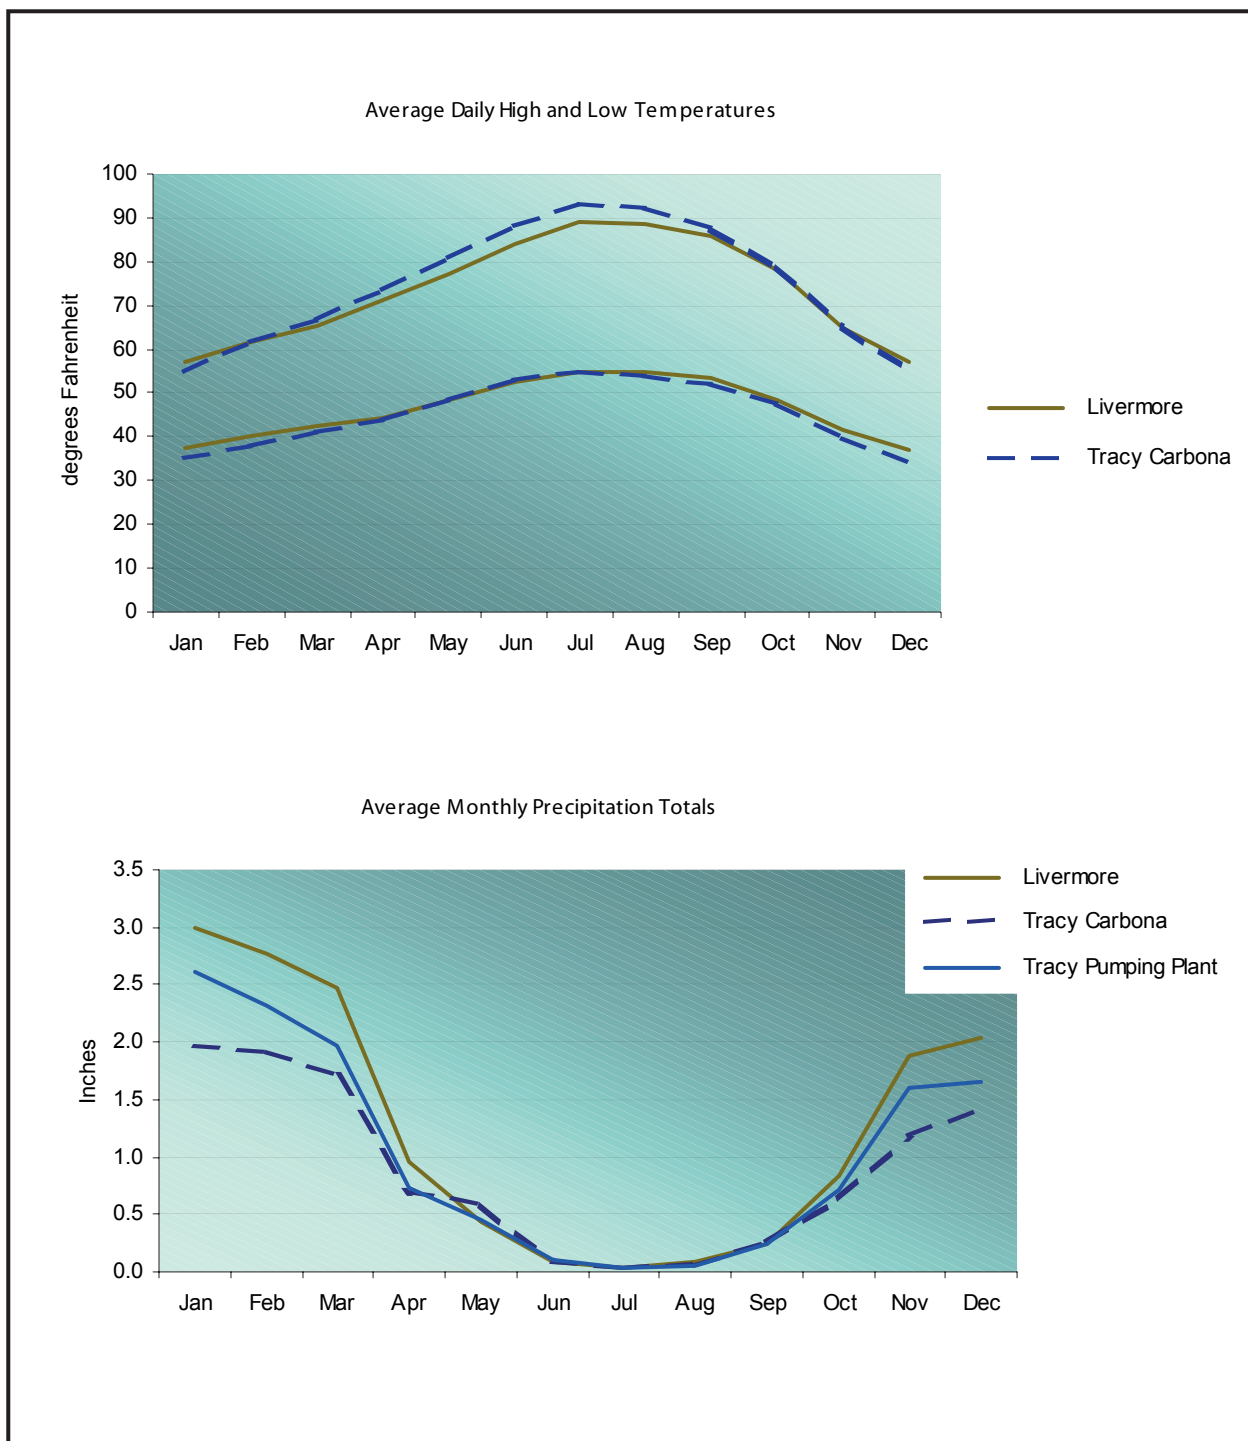 Average Daily High and Low Temperatures
100
90
80
70
60
50
40
30
20
10
0
degrees Fahrenheit
Jan Feb Mar Apr May Jun Jul Aug Sep Oct Nov Dec
Livermore
Tracy Carbona
Average Monthly Precipitation Totals
3.5
3.0
2.5
2.0
1.5
1.0
0.5
0.0
Inches
Jan Feb Mar Apr May Jun Jul Aug Sep Oct Nov Dec
Livermore
Tracy Carbona
Tracy Pumping Plant